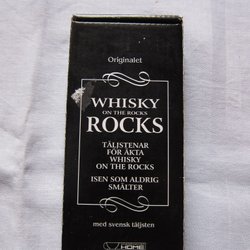 Originalet
WHISKY
ON THE ROCKS
ROCKS
TÄLJSTENAR
FÖR ÄKTA
WHISKY
ON THE ROCKS
ISEN SOM ALDRIG
SMÄLTER
med svensk täljsten
HOME